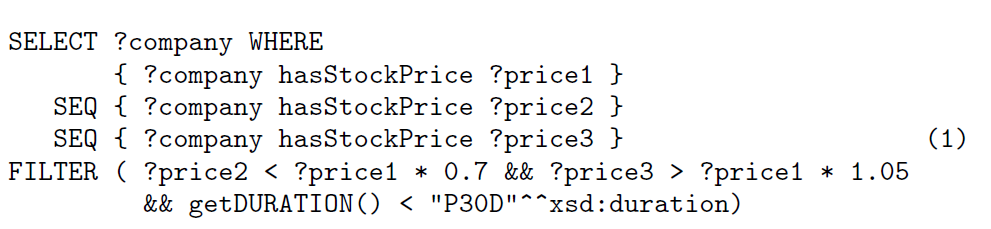 SELECT ?company WHERE
{ ?company hasStockPrice ?price1 }
SEQ { ?company hasStockPrice ?price2 }
SEQ { ?company hasStockPrice ?price3 } (1)
FILTER ( ?price2 < ?price1 * 0.7 && ?price3 > ?price1 * 1.05
&& getDURATION() < "P30D"^^xsd:duration)